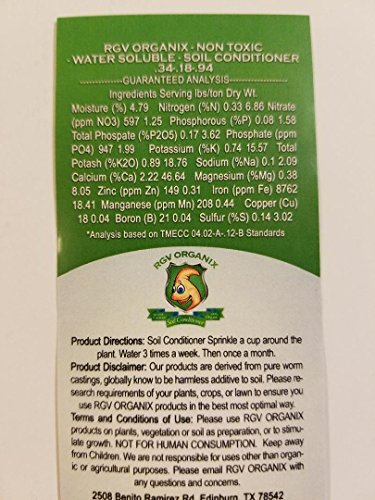 RGV ORGANIX - NON TOXIC
- WATER SOLUBLE - SOIL CONDITIONER
.34-.18-.94
GUARANTEED ANALYSIS
Ingredients Serving lbs/ton Dry Wt.
Moisture (%) 4.79 Nitrogen (%N) 0.33 6.86 Nitrate
(ppm NO3) 597 1.25 Phosphorous (%P) 0.08 1.58
Total Phospate (%P2O5) 0.17 3.62 Phosphate (ppm
PO4) 947 1.99 Potassium (%K) 0.74 15.57 Total
Potash (%K2O) 0.89 18.76 Sodium (%Na) 0.1 2.09
Calcium (%Ca) 2.22 46.64 Magnesium (%Mg) 0.38
8.05 Zinc (ppm Zn) 149 0.31 Iron (ppm Fe) 8762
18.41 Manganese (ppm Mn) 208 0.44 Copper (Cu)
18 0.04 Boron (B) 21 0.04 Sulfur (%S) 0.14 3.02
*Analysis based on TMECC 04.02-A-.12-B Standards
RGV ORGANIX
Soil Conditioner
Product Directions: Soil Conditioner Sprinkle a cup around the
plant. Water 3 times a week. Then once a month.
Product Disclaimer: Our products are derived from pure worm
castings, globally know to be harmless additive to soil. Please re-
search requirements of your plants, crops, or lawn to ensure you
use RGV ORGANIX products in the best most optimal way.
Terms and Conditions of Use: Please use RGV ORGANIX
products on plants, vegetation or soil as preparation, or to stimu-
late growth. NOT FOR HUMAN CONSUMPTION. Keep away
from Children. We are not responsible for uses other than organ-
ic or agricultural purposes. Please email RGV ORGANIX with
any questions or concerns.
2508 Benito Ramirez Rd. Edinburg, TX 78542